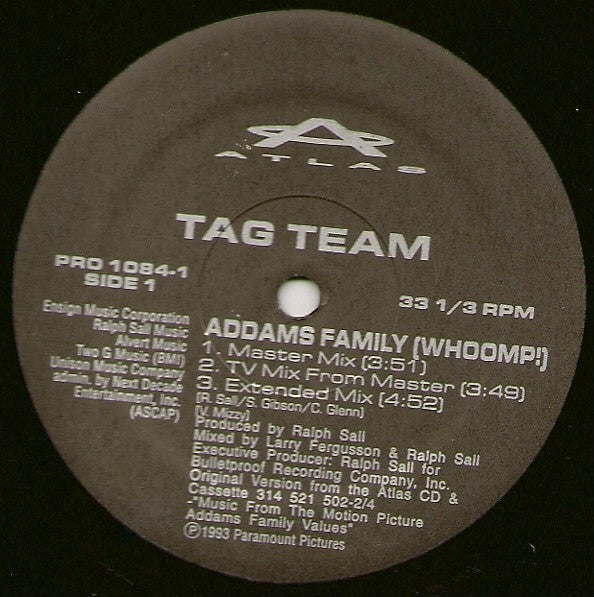 ATLAS
TAG TEAM
PRO 1084-1
SIDE 1
33 1/3 RPM
Ensign Music Corporation
Ralph Sall Music
Alvert Music
Two G Music (BMI)
Unison Music Company
admin. by Next Decade
Entertainment, Inc.
(ASCAP)
ADDAMS FAMILY (WHOOMP!)
1. Master Mix (3:51)
2. TV Mix From Master (3:49)
3. Extended Mix (4:52)
(R. Sall/S. Gibson/C. Glenn)
(V. Mizzy)
Produced by Ralph Sall
Mixed by Larry Fergusson & Ralph Sall
Executive Producer: Ralph Sall for
Bulletproof Recording Company, Inc.
Original Version from the Atlas CD &
Cassette 314 521 502-2/4
-"Music From The Motion Picture
Addams Family Values"
Ⓟ1993 Paramount Pictures